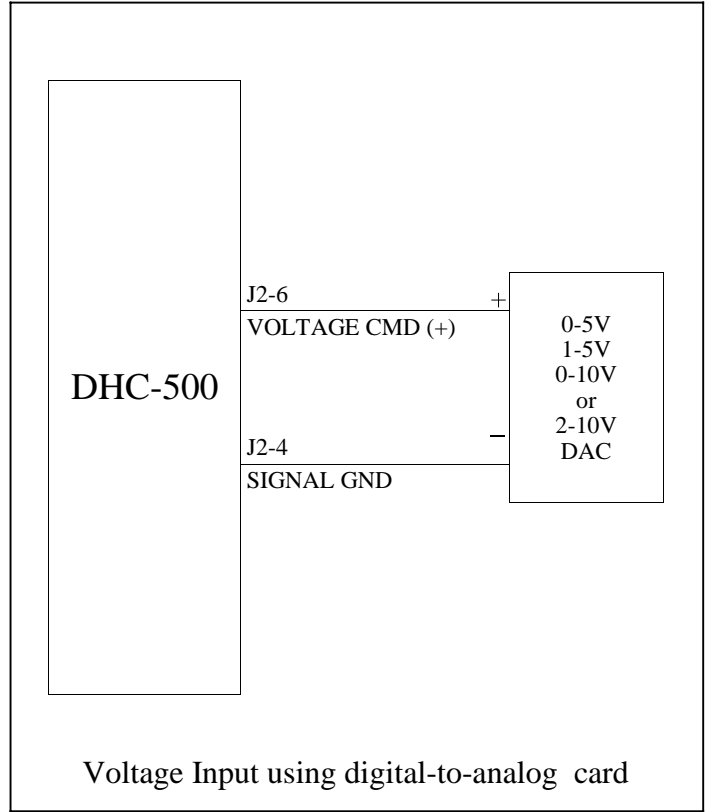 J2-6
+
VOLTAGE CMD (+)
0-5V
1-5V
0-10V
or
2-10V
DAC
DHC-500
J2-4
−
SIGNAL GND
Voltage Input using digital-to-analog card